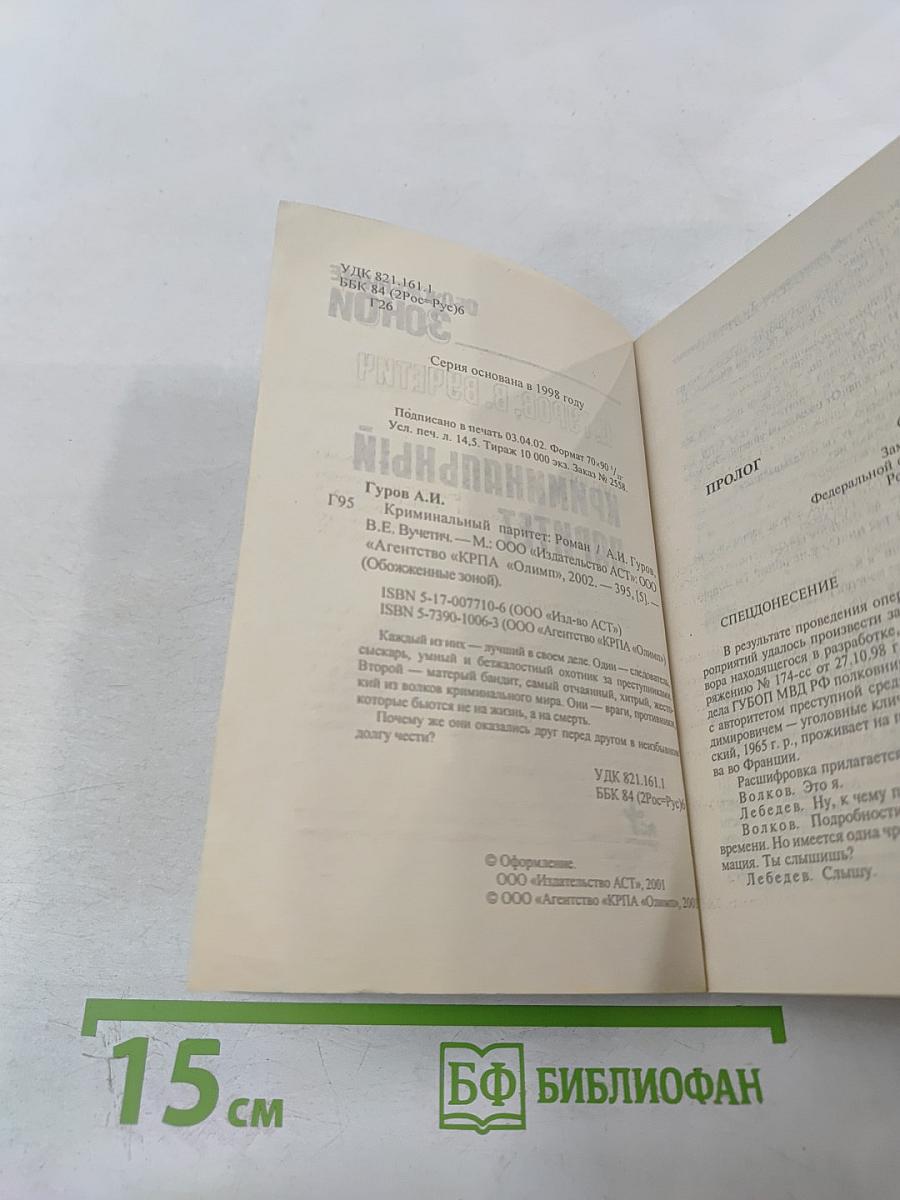 УДК 821.161.1
ББК 84 (2Рос=Рус)6
Г26
Серия основана в 1998 году
Подписано в печать 03.04.02. Формат 70×90 1/
Усл. печ. л. 14,5. Тираж 10 000 экз. Заказ № 2558.
Гуров А.И.
Г95 Криминальный паритет: Роман / А.И. Гуров,
В.Е. Вучетич. — М.: ООО «Издательство АСТ»: ООО
«Агентство «КРПА «Олимп», 2002. — 395, [5]. —
(Обожженные зоной).
ISBN 5-17-007710-6 (ООО «Изд-во АСТ»)
ISBN 5-7390-1006-3 (ООО «Агентство «КРПА «Олимп»)
Каждый из них — лучший в своем деле. Один — следователь,
сыскарь, умный и безжалостный охотник за преступниками.
Второй — матерый бандит, самый отчаянный, хитрый, жест-
кий из волков криминального мира. Они — враги, противники,
которые бьются не на жизнь, а на смерть.
Почему же они оказались друг перед другом в неизбывном
долгу чести?
УДК 821.161.1
ББК 84 (2Рос=Рус)6
© Оформление.
ООО «Издательство АСТ», 2001
© ООО «Агентство «КРПА «Олимп», 200
ПРОЛОГ
Зам
Федеральной с
Ро
СПЕЦДОНЕСЕНИЕ
В результате проведения опер
роприятий удалось произвести за
вора находящегося в разработке,
ряжению № 174-сс от 27.10.98 г
дела ГУБОП МВД РФ полковни
с авторитетом преступной сред
димировичем — уголовные клич
ский, 1965 г. р., проживает на п
ва во Франции.
Расшифровка прилагается
Волков. Это я.
Лебедев. Ну, к чему п
Волков. Подробности
времени. Но имеется одна чр
мация. Ты слышишь?
Лебедев. Слышу.
15 см
БФ БИБЛИОФАН